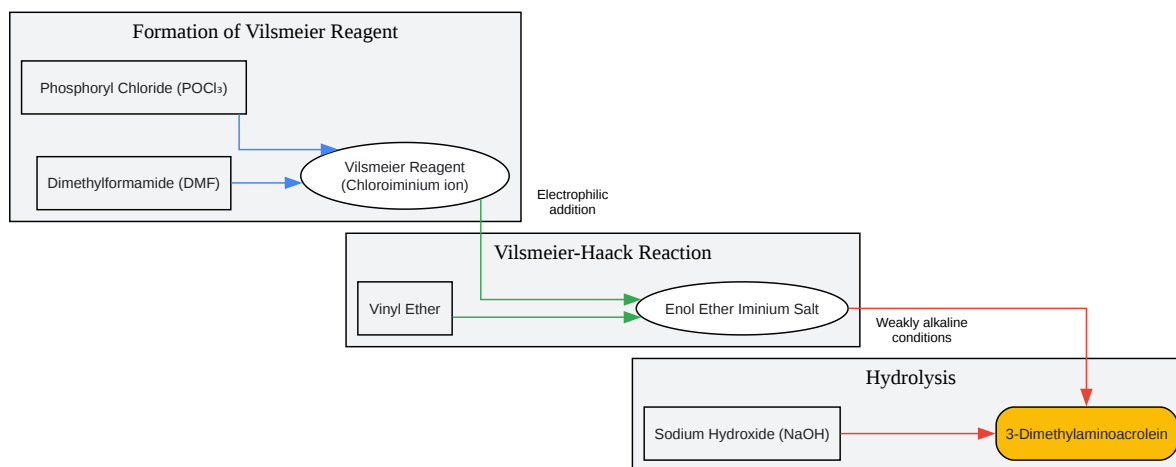 Formation of Vilsmeier Reagent
Phosphoryl Chloride (POCl₃)
Dimethylformamide (DMF)
Vilsmeier Reagent
(Chloroiminium ion)
Electrophilic
addition
Vilsmeier-Haack Reaction
Vinyl Ether
Enol Ether Iminium Salt
Weakly alkaline
conditions
Hydrolysis
Sodium Hydroxide (NaOH)
3-Dimethylaminoacrolein